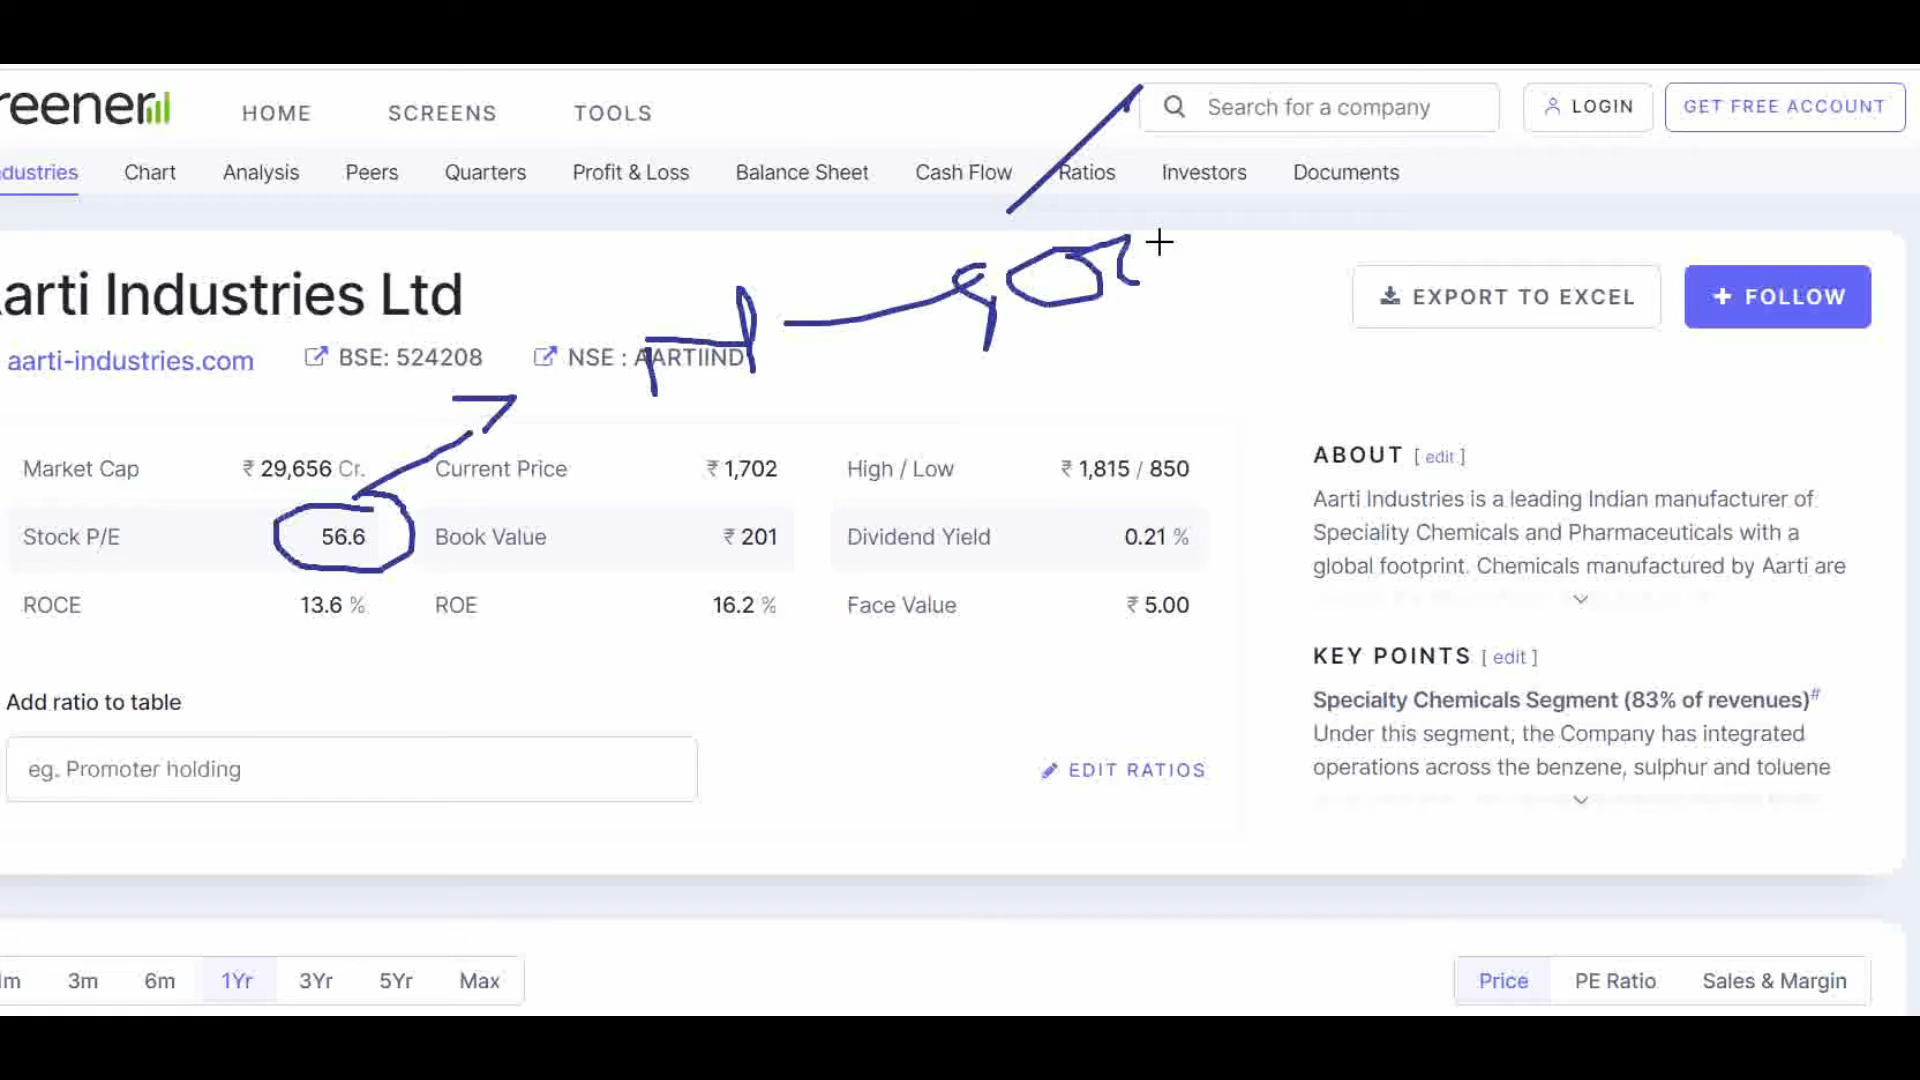 reener
HOME SCREENS TOOLS
Search for a company
LOGIN
GET FREE ACCOUNT
dustries Chart Analysis Peers Quarters Profit & Loss Balance Sheet Cash Flow Ratios Investors Documents
arti Industries Ltd
EXPORT TO EXCEL
+ FOLLOW
aarti-industries.com BSE: 524208 NSE : AARTIIND
Market Cap ₹ 29,656 Cr. Current Price ₹ 1,702 High / Low ₹ 1,815 / 850
Stock P/E 56.6 Book Value ₹ 201 Dividend Yield 0.21 %
ROCE 13.6 % ROE 16.2 % Face Value ₹ 5.00
Add ratio to table
eg. Promoter holding
EDIT RATIOS
ABOUT [ edit ]
Aarti Industries is a leading Indian manufacturer of
Speciality Chemicals and Pharmaceuticals with a
global footprint. Chemicals manufactured by Aarti are
KEY POINTS [ edit ]
Specialty Chemicals Segment (83% of revenues)#
Under this segment, the Company has integrated
operations across the benzene, sulphur and toluene
1m 3m 6m 1Yr 3Yr 5Yr Max
Price PE Ratio Sales & Margin